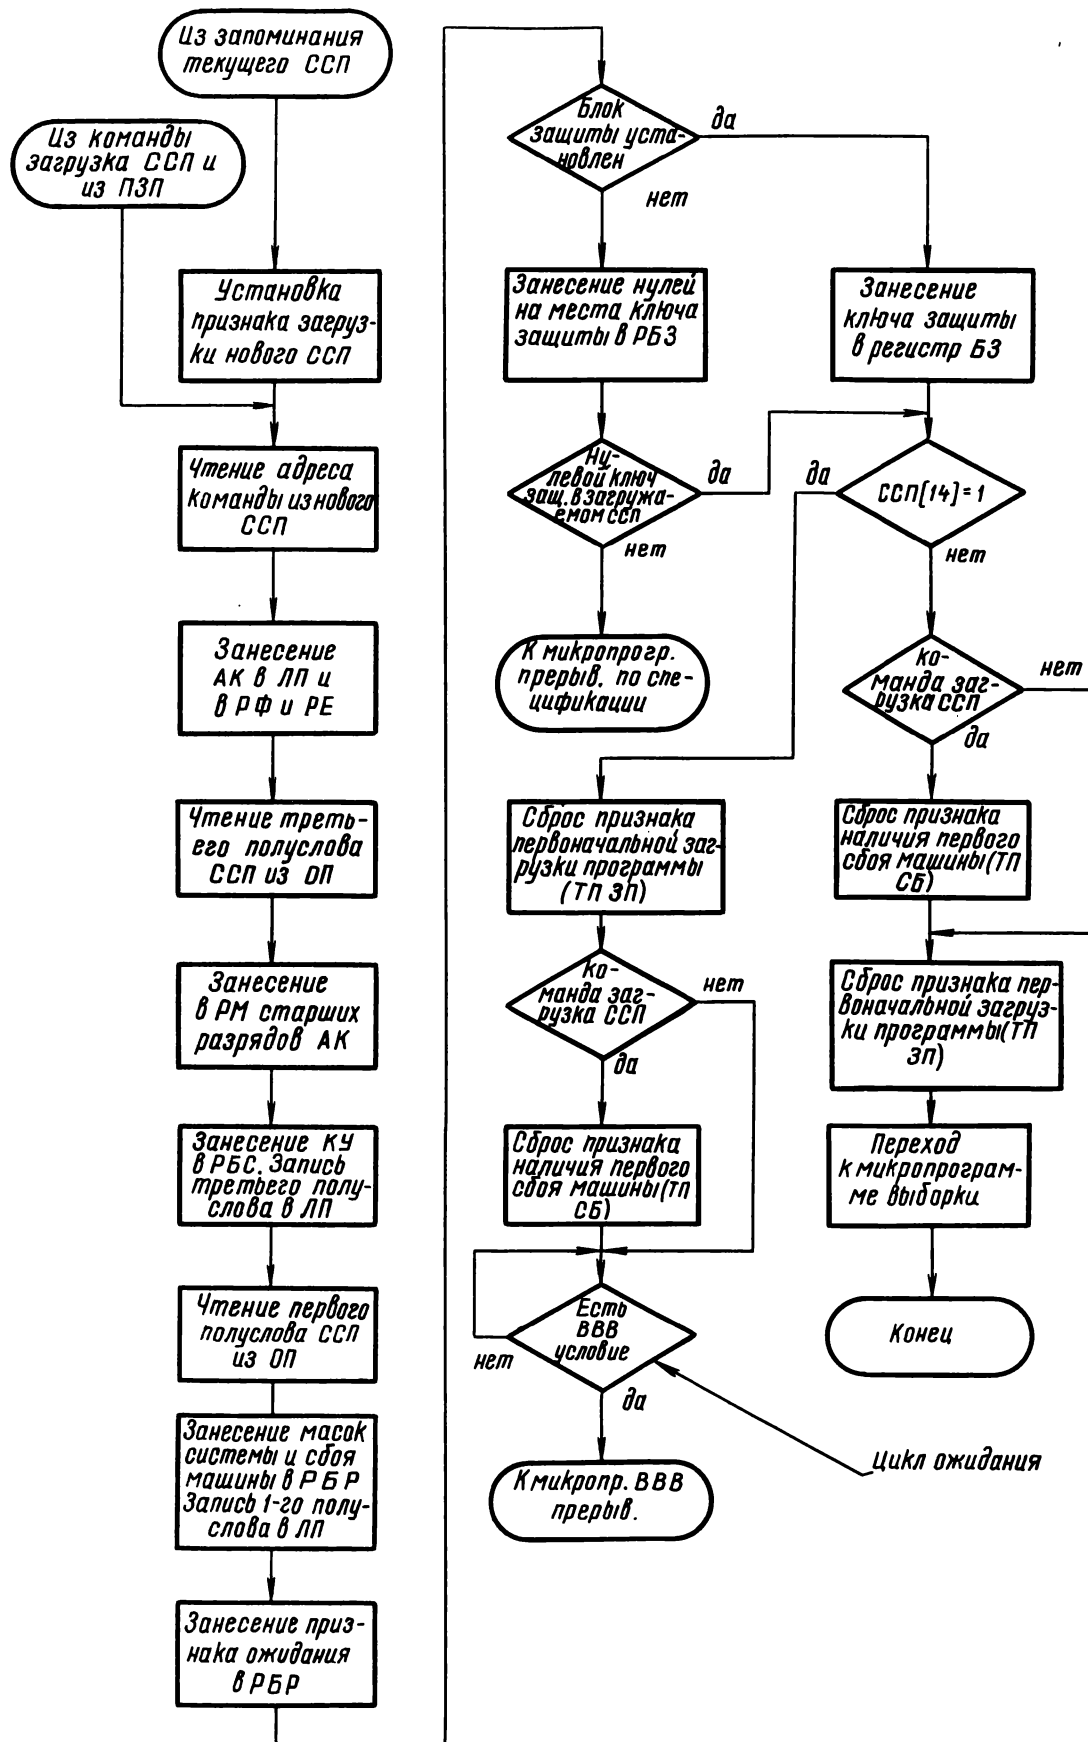 Из запоминания
текущего ССП
Из команды
загрузка ССП и
из ПЗП
Установка
признака загруз-
ки нового ССП
Чтение адреса
команды из нового
ССП
Занесение
АК в ЛП и
в РФ и РЕ
Чтение треть-
его полуслова
ССП из ОП
Занесение
в РМ старших
разрядов АК
Занесение КУ
в РБС. Запись
третьего полу-
слова в ЛП
Чтение первого
полуслова ССП
из ОП
Занесение масок
системы и сбоя
машины в РБР
Запись 1-го полу-
слова в ЛП
Занесение приз-
нака ожидания
в РБР
Блок
защиты уста-
новлен
да
нет
Занесение нулей
на места ключа
защиты в РБЗ
Занесение
ключа защиты
в регистр БЗ
Ну-
левой ключ
защ. в загружа-
емом ССП
да
нет
К микропрогр.
прерыв. по спе-
цификации
ССП[14]=1
да
нет
ко-
манда заг-
рузка ССП
нет
да
Сброс признака
первоначальной заг-
рузки программы
(ТП ЗП)
ко-
манда заг-
рузка ССП
нет
да
Сброс признака
наличия первого
сбоя машины(ТП
СБ)
Есть
ВВВ
условие
нет
да
К микропр. ВВВ
прерыв.
Цикл ожидания
Сброс признака
наличия первого
сбоя машины(ТП
СБ)
Сброс признака пер-
воначальной загруз-
ки программы(ТП
ЗП)
Переход
к микропрограм-
ме выборки
Конец